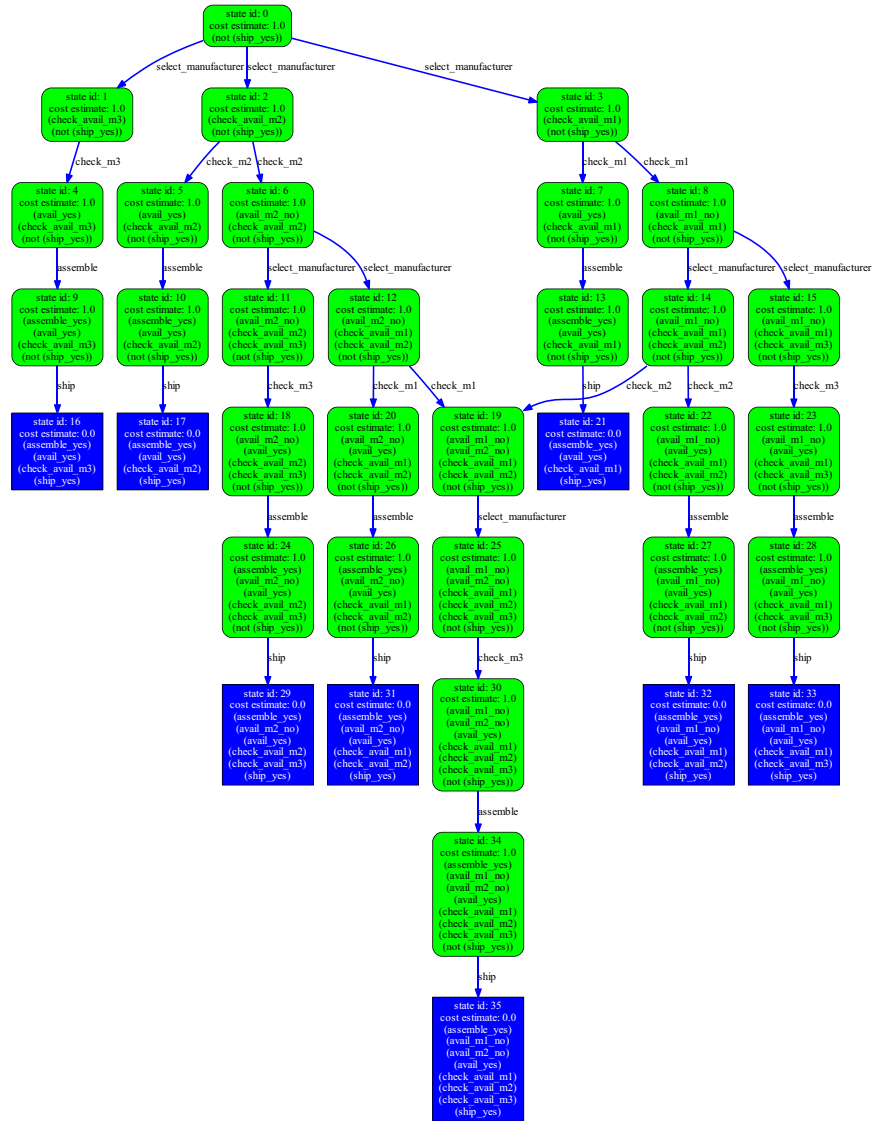 state id: 0
cost estimate: 1.0
(not (ship_yes))
select_manufacturer
select_manufacturer
select_manufacturer
state id: 1
cost estimate: 1.0
(check_avail_m3)
(not (ship_yes))
state id: 2
cost estimate: 1.0
(check_avail_m2)
(not (ship_yes))
state id: 3
cost estimate: 1.0
(check_avail_m1)
(not (ship_yes))
check_m3
check_m2
check_m2
check_m1
check_m1
state id: 4
cost estimate: 1.0
(avail_yes)
(check_avail_m3)
(not (ship_yes))
state id: 5
cost estimate: 1.0
(avail_yes)
(check_avail_m2)
(not (ship_yes))
state id: 6
cost estimate: 1.0
(avail_m2_no)
(check_avail_m2)
(not (ship_yes))
state id: 7
cost estimate: 1.0
(avail_yes)
(check_avail_m1)
(not (ship_yes))
state id: 8
cost estimate: 1.0
(avail_m1_no)
(check_avail_m1)
(not (ship_yes))
assemble
assemble
select_manufacturer
select_manufacturer
assemble
select_manufacturer
select_manufacturer
state id: 9
cost estimate: 1.0
(assemble_yes)
(avail_yes)
(check_avail_m3)
(not (ship_yes))
state id: 10
cost estimate: 1.0
(assemble_yes)
(avail_yes)
(check_avail_m2)
(not (ship_yes))
state id: 11
cost estimate: 1.0
(avail_m2_no)
(check_avail_m2)
(check_avail_m3)
(not (ship_yes))
state id: 12
cost estimate: 1.0
(avail_m2_no)
(check_avail_m1)
(check_avail_m2)
(not (ship_yes))
state id: 13
cost estimate: 1.0
(assemble_yes)
(avail_yes)
(check_avail_m1)
(not (ship_yes))
state id: 14
cost estimate: 1.0
(avail_m1_no)
(check_avail_m1)
(check_avail_m2)
(not (ship_yes))
state id: 15
cost estimate: 1.0
(avail_m1_no)
(check_avail_m1)
(check_avail_m3)
(not (ship_yes))
ship
ship
check_m3
check_m1
check_m1
ship
check_m2
check_m2
check_m3
state id: 16
cost estimate: 0.0
(assemble_yes)
(avail_yes)
(check_avail_m3)
(ship_yes)
state id: 17
cost estimate: 0.0
(assemble_yes)
(avail_yes)
(check_avail_m2)
(ship_yes)
state id: 18
cost estimate: 1.0
(avail_m2_no)
(avail_yes)
(check_avail_m2)
(check_avail_m3)
(not (ship_yes))
state id: 20
cost estimate: 1.0
(avail_m2_no)
(avail_yes)
(check_avail_m1)
(check_avail_m2)
(not (ship_yes))
state id: 19
cost estimate: 1.0
(avail_m1_no)
(avail_m2_no)
(check_avail_m1)
(check_avail_m2)
(not (ship_yes))
state id: 21
cost estimate: 0.0
(assemble_yes)
(avail_yes)
(check_avail_m1)
(ship_yes)
state id: 22
cost estimate: 1.0
(avail_m1_no)
(avail_yes)
(check_avail_m1)
(check_avail_m2)
(not (ship_yes))
state id: 23
cost estimate: 1.0
(avail_m1_no)
(avail_yes)
(check_avail_m1)
(check_avail_m3)
(not (ship_yes))
assemble
assemble
select_manufacturer
assemble
assemble
state id: 24
cost estimate: 1.0
(assemble_yes)
(avail_m2_no)
(avail_yes)
(check_avail_m2)
(check_avail_m3)
(not (ship_yes))
state id: 26
cost estimate: 1.0
(assemble_yes)
(avail_m2_no)
(avail_yes)
(check_avail_m1)
(check_avail_m2)
(not (ship_yes))
state id: 25
cost estimate: 1.0
(avail_m1_no)
(avail_m2_no)
(check_avail_m1)
(check_avail_m2)
(check_avail_m3)
(not (ship_yes))
state id: 27
cost estimate: 1.0
(assemble_yes)
(avail_m1_no)
(avail_yes)
(check_avail_m1)
(check_avail_m2)
(not (ship_yes))
state id: 28
cost estimate: 1.0
(assemble_yes)
(avail_m1_no)
(avail_yes)
(check_avail_m1)
(check_avail_m3)
(not (ship_yes))
ship
ship
check_m3
ship
ship
state id: 29
cost estimate: 0.0
(assemble_yes)
(avail_m2_no)
(avail_yes)
(check_avail_m2)
(check_avail_m3)
(ship_yes)
state id: 31
cost estimate: 0.0
(assemble_yes)
(avail_m2_no)
(avail_yes)
(check_avail_m1)
(check_avail_m2)
(ship_yes)
state id: 30
cost estimate: 1.0
(avail_m1_no)
(avail_m2_no)
(avail_yes)
(check_avail_m1)
(check_avail_m2)
(check_avail_m3)
(not (ship_yes))
state id: 32
cost estimate: 0.0
(assemble_yes)
(avail_m1_no)
(avail_yes)
(check_avail_m1)
(check_avail_m2)
(ship_yes)
state id: 33
cost estimate: 0.0
(assemble_yes)
(avail_m1_no)
(avail_yes)
(check_avail_m1)
(check_avail_m3)
(ship_yes)
assemble
state id: 34
cost estimate: 1.0
(assemble_yes)
(avail_m1_no)
(avail_m2_no)
(avail_yes)
(check_avail_m1)
(check_avail_m2)
(check_avail_m3)
(not (ship_yes))
ship
state id: 35
cost estimate: 0.0
(assemble_yes)
(avail_m1_no)
(avail_m2_no)
(avail_yes)
(check_avail_m1)
(check_avail_m2)
(check_avail_m3)
(ship_yes)